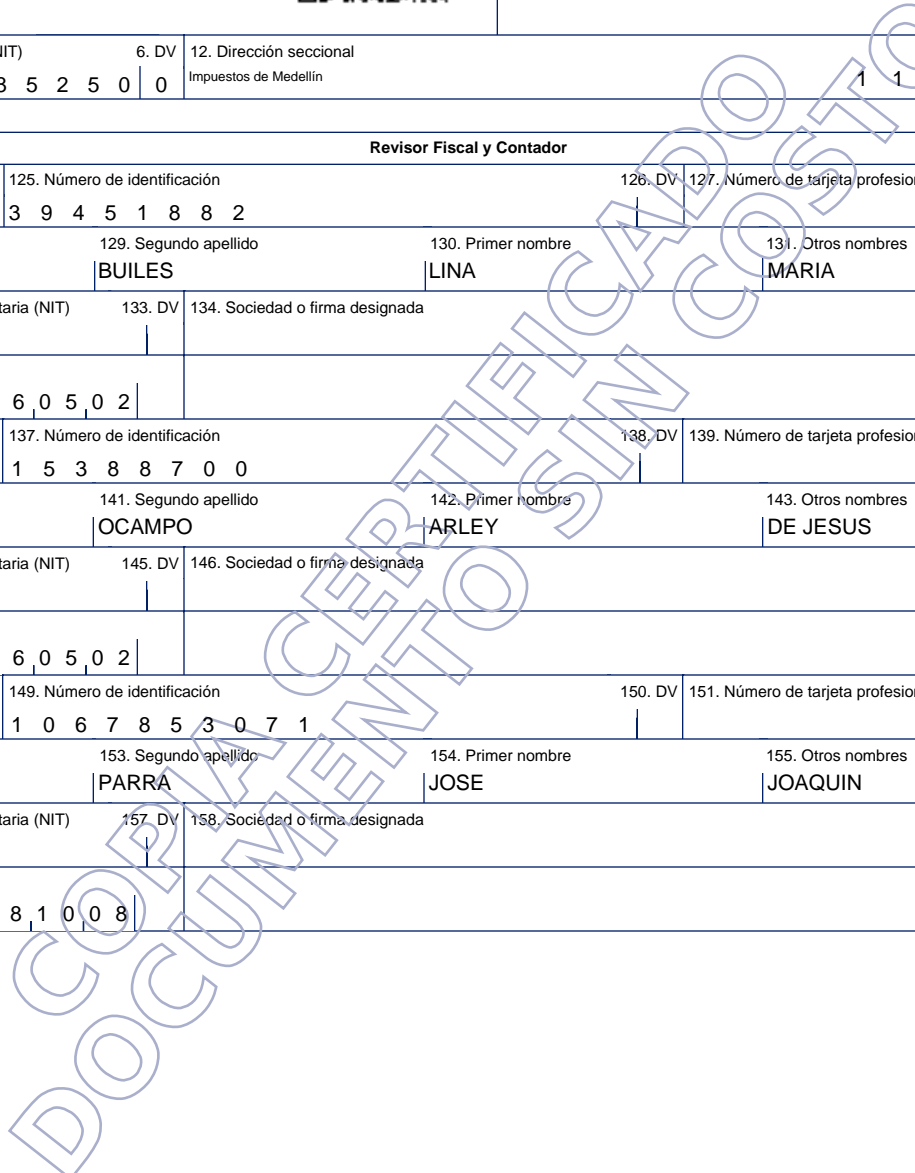 IT) 6. DV 12. Dirección seccional
3 5 2 5 0 0 Impuestos de Medellín 1 1
Revisor Fiscal y Contador
125. Número de identificación 126. DV 127. Número de tarjeta profesion
3 9 4 5 1 8 8 2
129. Segundo apellido 130. Primer nombre 131. Otros nombres
BUILES LINA MARIA
taria (NIT) 133. DV 134. Sociedad o firma designada
6 0 5 0 2
137. Número de identificación 138. DV 139. Número de tarjeta profesion
1 5 3 8 8 7 0 0
141. Segundo apellido 142. Primer nombre 143. Otros nombres
OCAMPO ARLEY DE JESUS
taria (NIT) 145. DV 146. Sociedad o firma designada
6 0 5 0 2
149. Número de identificación 150. DV 151. Número de tarjeta profesion
1 0 6 7 8 5 3 0 7 1
153. Segundo apellido 154. Primer nombre 155. Otros nombres
PARRA JOSE JOAQUIN
taria (NIT) 157. DV 158. Sociedad o firma designada
8 1 0 0 8
COPIA CERTIFICADO
DOCUMENTO SIN COSTO